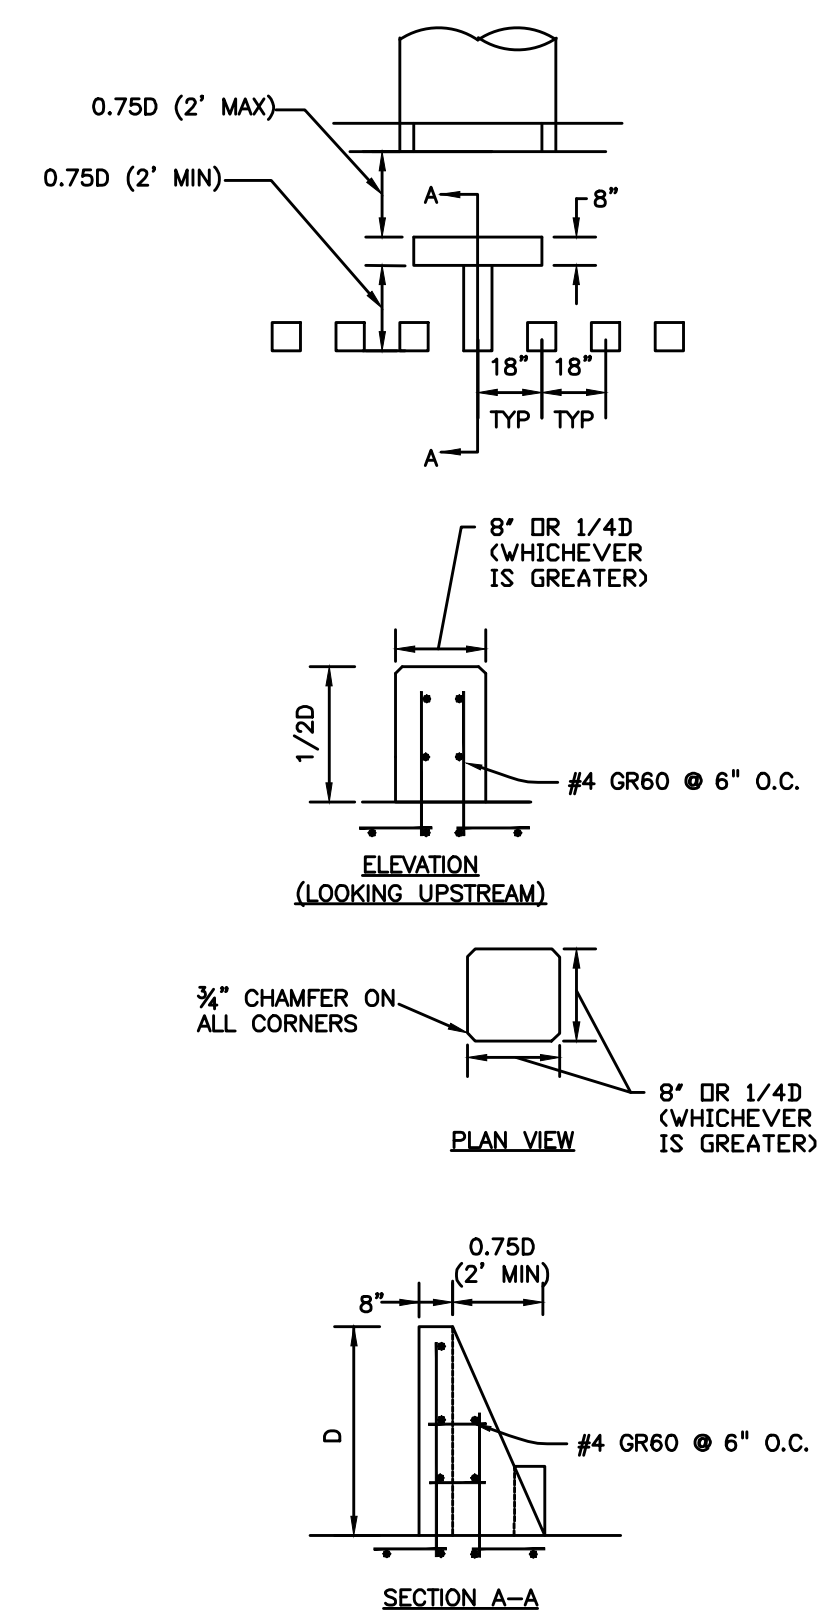 0.75D (2' MAX)
0.75D (2' MIN)
A
8"
18" 18"
TYP TYP
A
8" OR 1/4D
(WHICHEVER
IS GREATER)
1/2D
#4 GR60 @ 6" O.C.
ELEVATION
(LOOKING UPSTREAM)
¾" CHAMFER ON
ALL CORNERS
8" OR 1/4D
(WHICHEVER
IS GREATER)
PLAN VIEW
0.75D
(2' MIN)
8"
D
#4 GR60 @ 6" O.C.
SECTION A-A